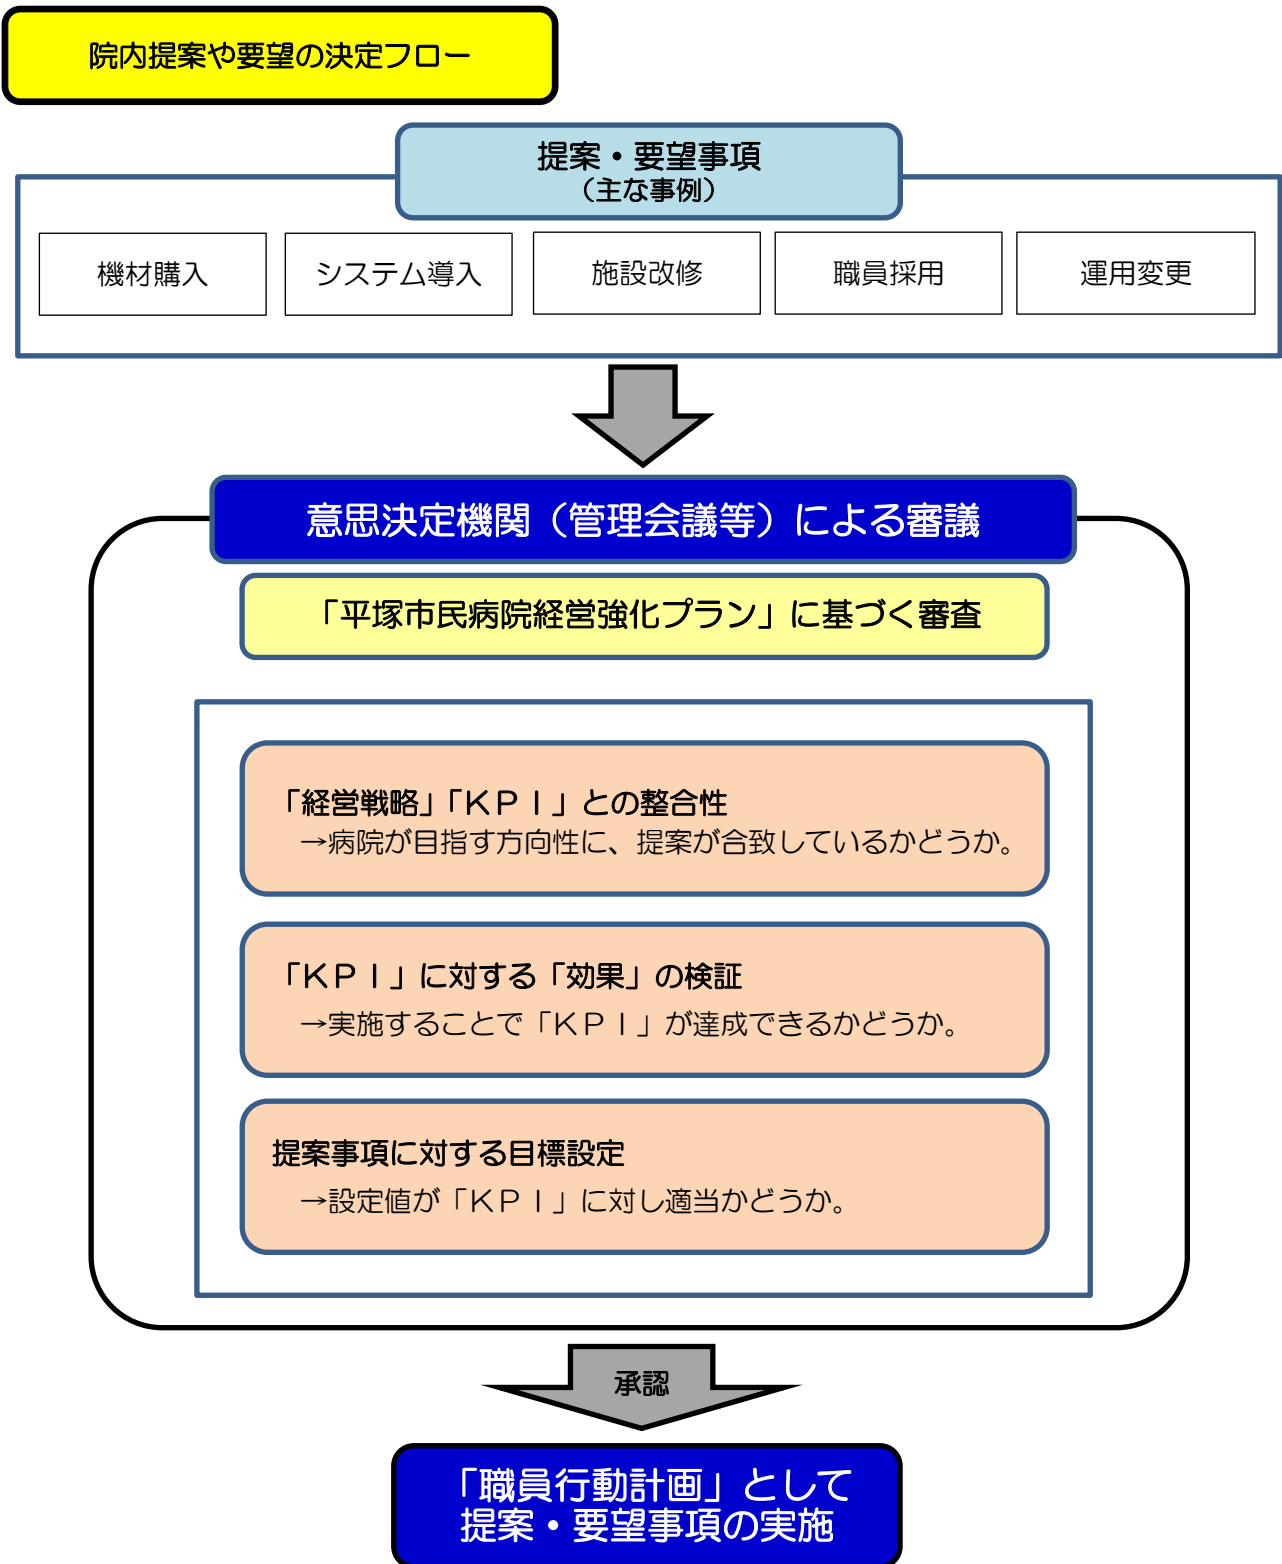 院内提案や要望の決定フロー
提案・要望事項
（主な事例）
機材購入
システム導入
施設改修
職員採用
運用変更
意思決定機関（管理会議等）による審議
「平塚市民病院経営強化プラン」に基づく審査
「経営戦略」「ＫＰＩ」との整合性
→病院が目指す方向性に、提案が合致しているかどうか。
「ＫＰＩ」に対する「効果」の検証
→実施することで「ＫＰＩ」が達成できるかどうか。
提案事項に対する目標設定
→設定値が「ＫＰＩ」に対し適当かどうか。
承認
「職員行動計画」として
提案・要望事項の実施